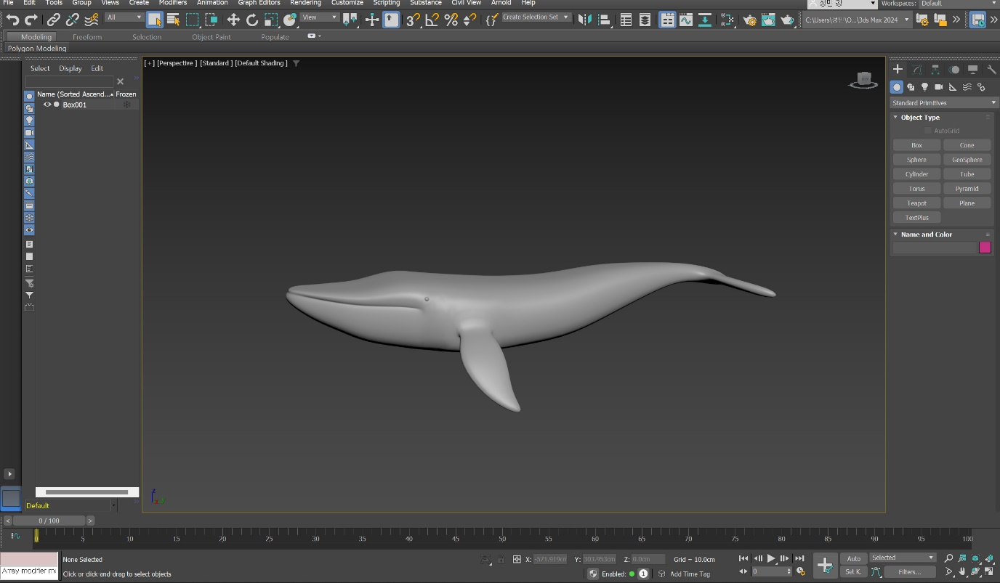 File Edit Tools Group Views Create Modifiers Animation Graph Editors Rendering Customize Scripting Substance Civil View Arnold Help
성민 강 Workspaces: Default
All View Create Selection Set C:\Users\성민\O...\3ds Max 2024
Modeling Freeform Selection Object Paint Populate
Polygon Modeling
Select Display Edit
Name (Sorted Ascend... Frozen
Box001
[+] [Perspective] [Standard] [Default Shading]
Standard Primitives
Object Type
AutoGrid
Box Cone
Sphere GeoSphere
Cylinder Tube
Torus Pyramid
Teapot Plane
TextPlus
Name and Color
Z
Default
< 0 / 100 >
0 5 10 15 20 25 30 35 40 45 50 55 60 65 70 75 80 85 90 95 100
None Selected X: -571.919cm Y: 303.953cm Z: 0.0cm Grid = 10.0cm Auto Selected
Array modifier me Click or click-and-drag to select objects Enabled: 1 Add Time Tag 0 Set K. Filters...